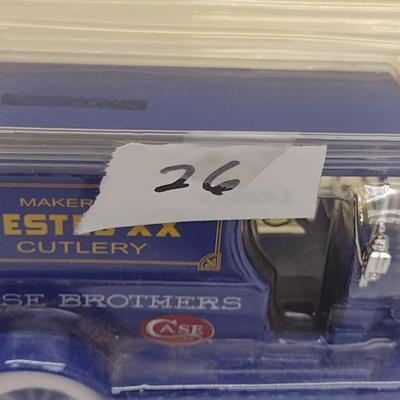 26
MAKER
ESTED XX
CUTLERY
SE BROTHERS
CASE